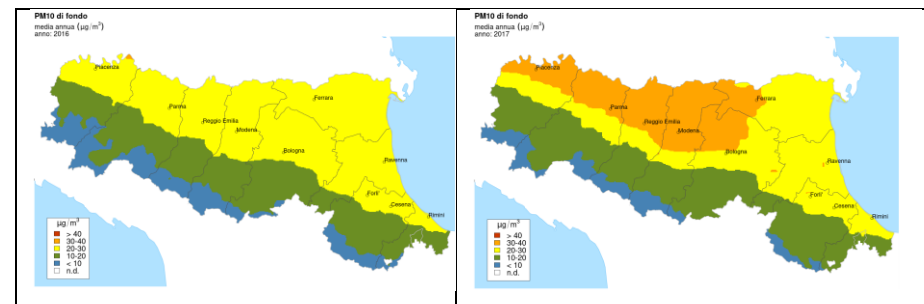 PM10 di fondo
media annua (µg/m³)
anno: 2016
Piacenza
Parma
Reggio Emilia
Modena
Ferrara
Bologna
Ravenna
Forlì'
Cesena
Rimini
µg/m³
> 40
30-40
20-30
10-20
< 10
n.d.
PM10 di fondo
media annua (µg/m³)
anno: 2017
Piacenza
Parma
Reggio Emilia
Modena
Ferrara
Bologna
Ravenna
Forlì'
Cesena
Rimini
µg/m³
> 40
30-40
20-30
10-20
< 10
n.d.